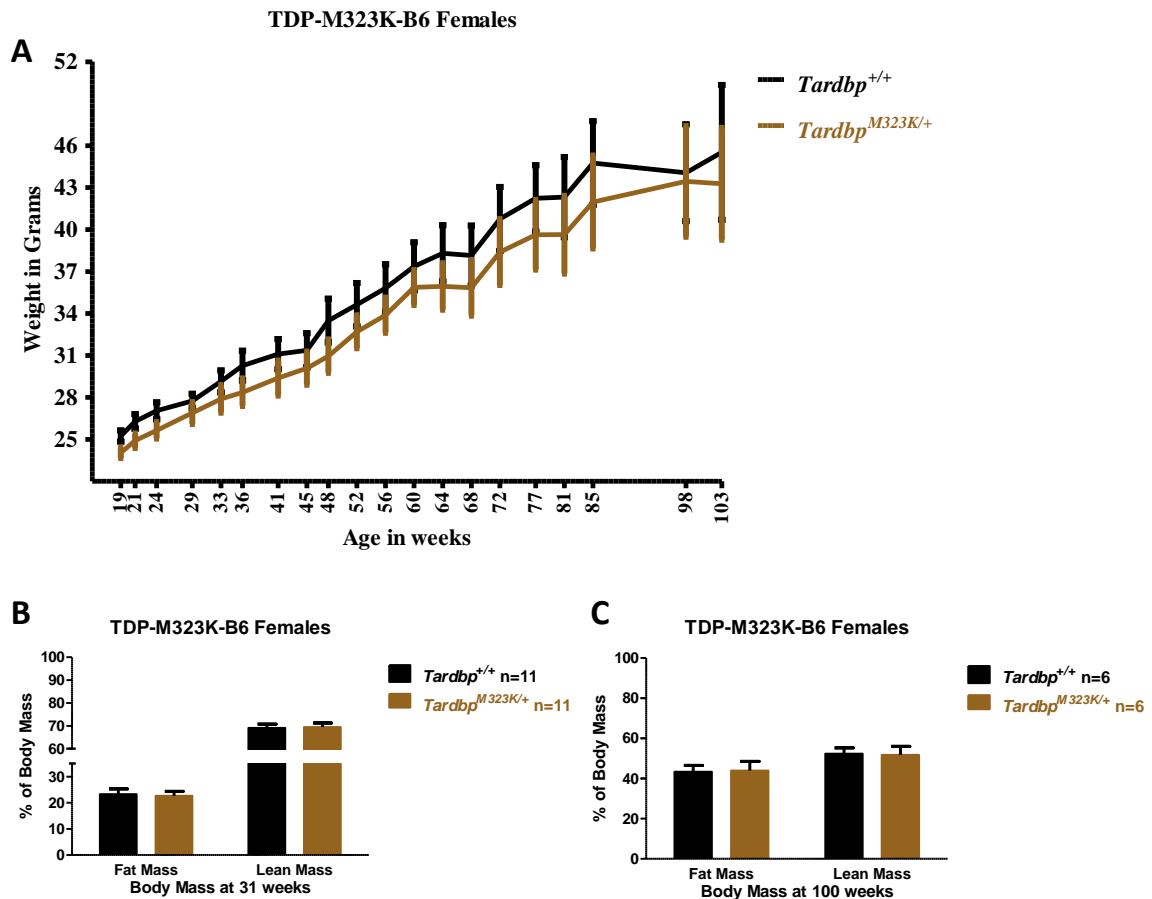 TDP-M323K-B6 Females
A
52
46
43
40
37
34
31
28
25
Weight in Grams
19 21 24 29 33 36 41 45 48 52 56 60 64 68 72 77 81 85 98 103
Age in weeks
Tardbp+/+
TardbpM323K/+
B
TDP-M323K-B6 Females
100
90
80
70
60
30
20
10
0
% of Body Mass
Fat Mass Lean Mass
Body Mass at 31 weeks
Tardbp+/+ n=11
TardbpM323K/+ n=11
C
TDP-M323K-B6 Females
100
80
60
40
20
0
% of Body Mass
Fat Mass Lean Mass
Body Mass at 100 weeks
Tardbp+/+ n=6
TardbpM323K/+ n=6